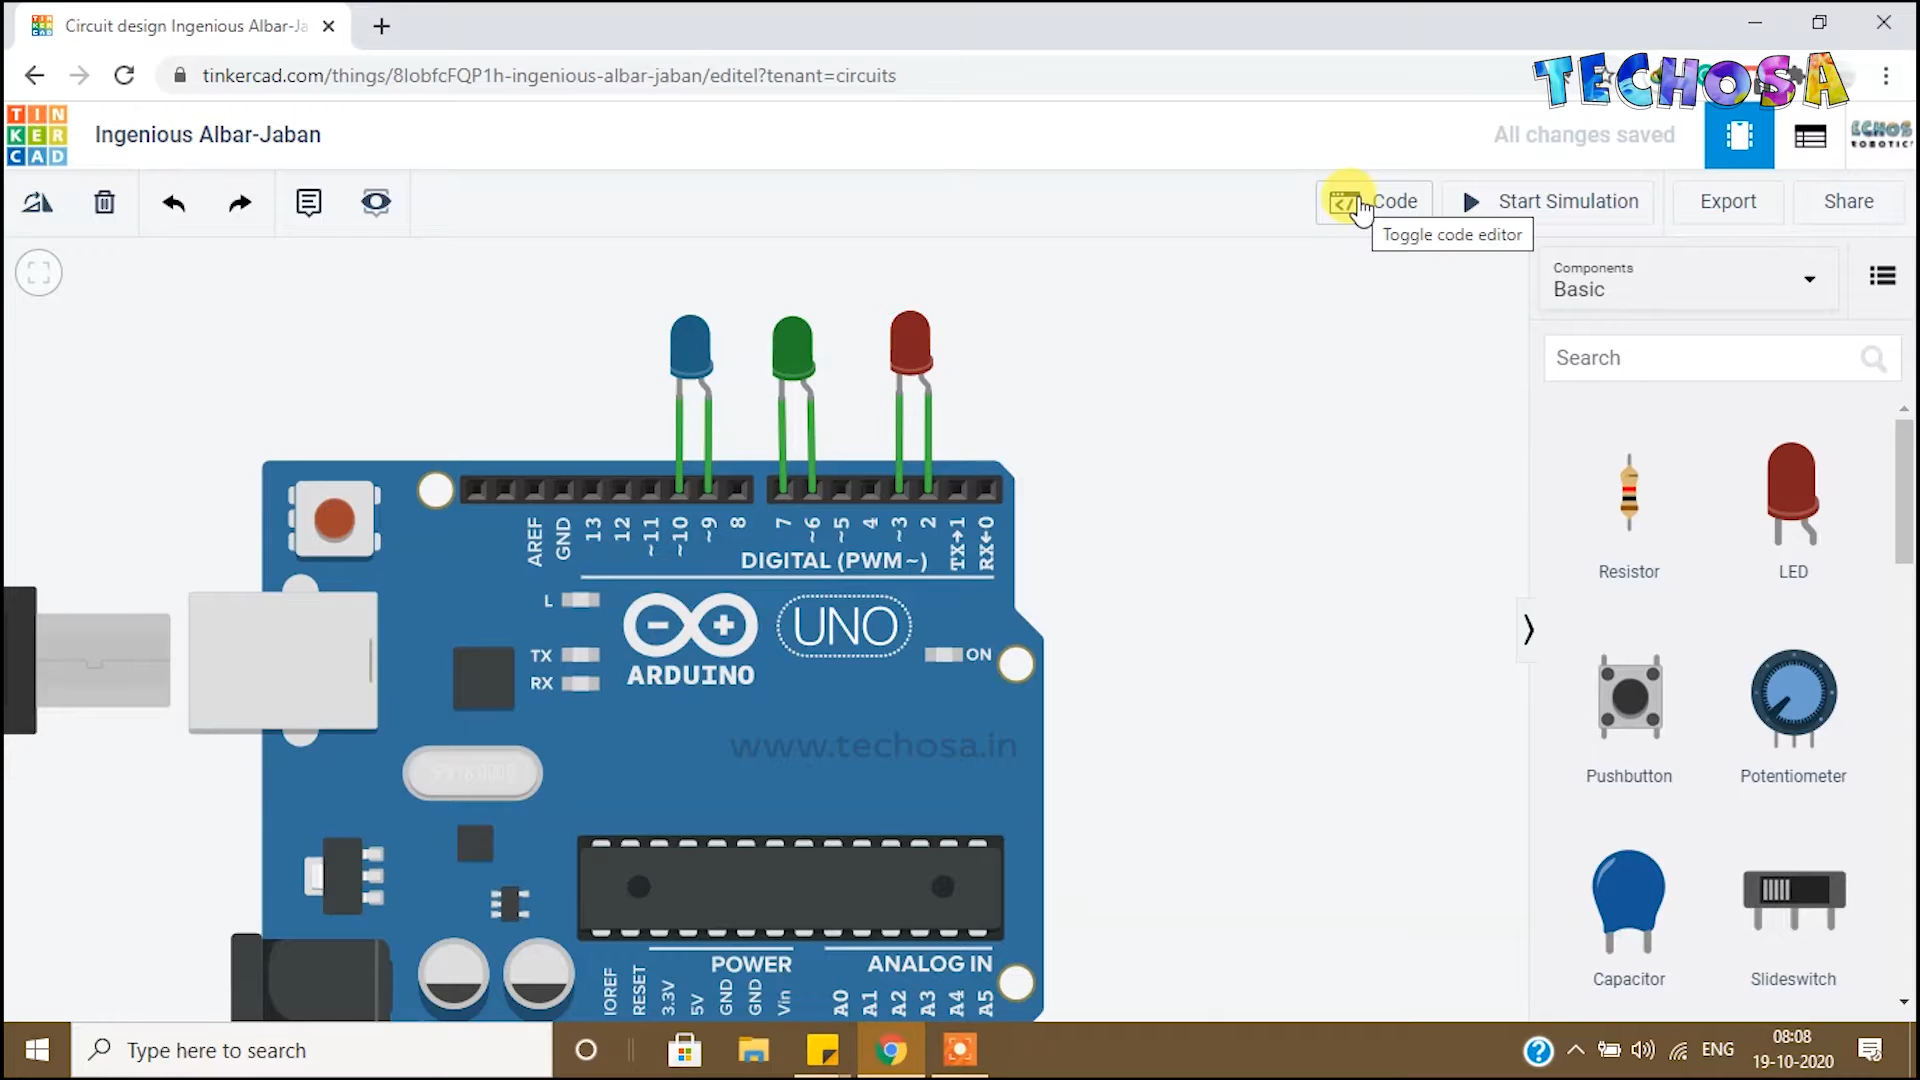 Circuit design Ingenious Albar-Ja
tinkercad.com/things/8IobfcFQP1h-ingenious-albar-jaban/editel?tenant=circuits
TECHOSA
TIN
KER
CAD
Ingenious Albar-Jaban
All changes saved
ECHOS
ROBOTIC
Code
Start Simulation
Export
Share
Toggle code editor
Components
Basic
Search
Resistor
LED
Pushbutton
Potentiometer
Capacitor
Slideswitch
AREF
GND
13
12
~11
~10
~9
8
7
~6
~5
4
~3
2
TX→1
RX←0
DIGITAL (PWM~)
L
TX
RX
ARDUINO
UNO
ON
www.techosa.in
POWER
ANALOG IN
IOREF
RESET
3.3V
5V
GND
GND
Vin
A0
A1
A2
A3
A4
A5
Type here to search
ENG
08:08
19-10-2020